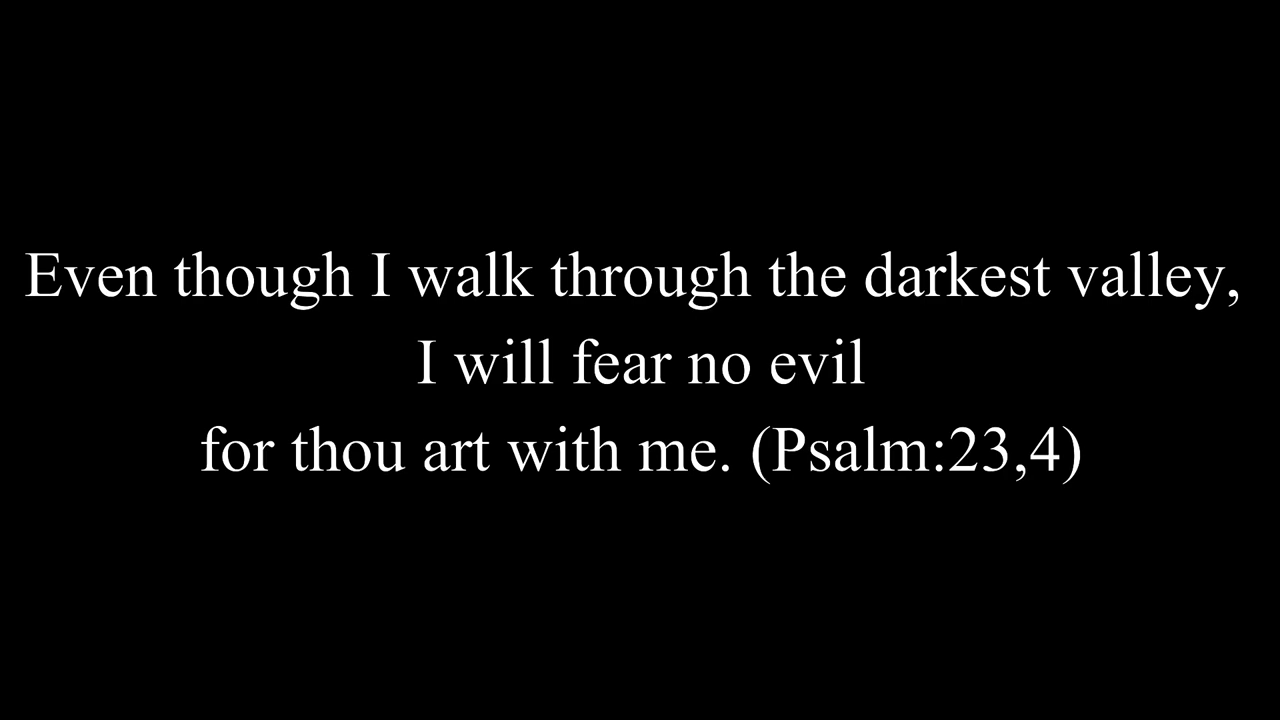 Even though I walk through the darkest valley,
I will fear no evil
for thou art with me. (Psalm:23,4)